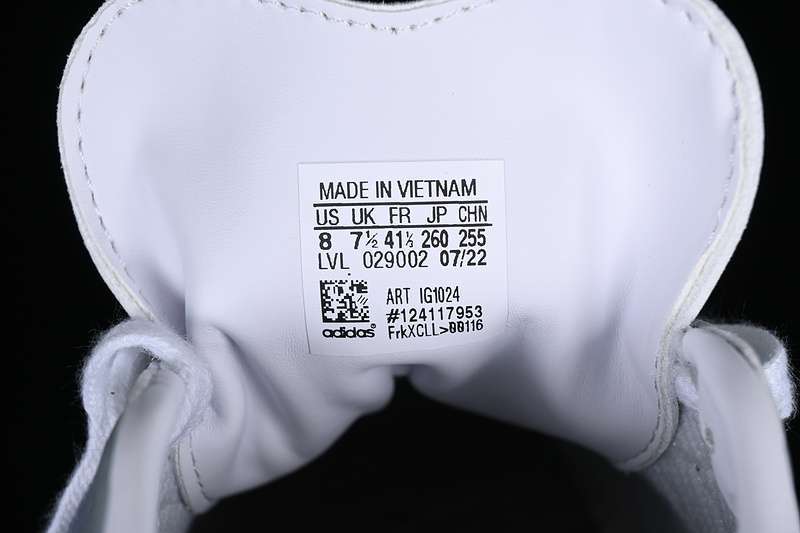 MADE IN VIETNAM
US UK FR JP CHN
8 7½ 41⅓ 260 255
LVL 029002 07/22
ART IG1024
#124117953
adidas® FrkXCLL>00116